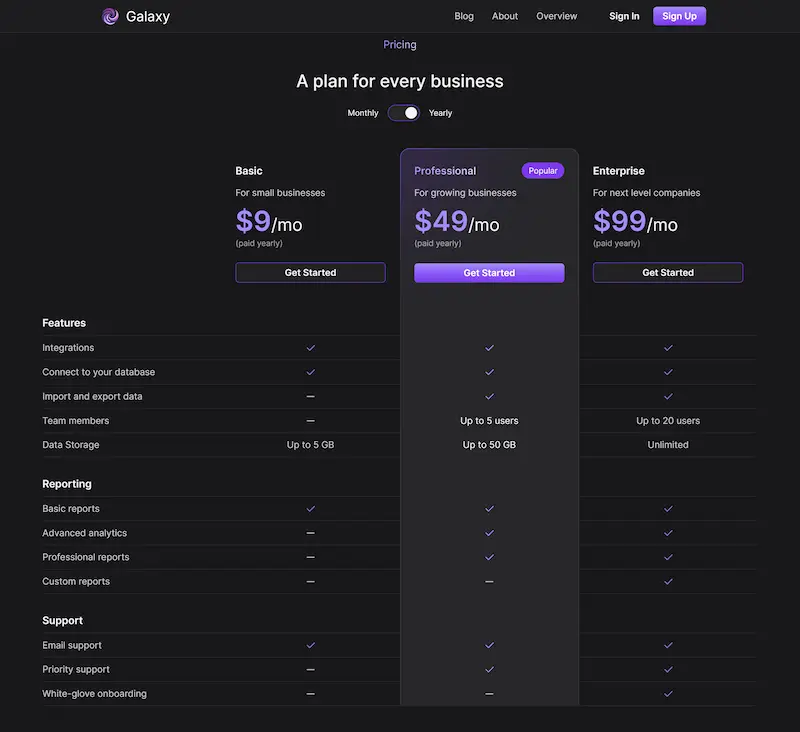 Galaxy Blog About Overview Sign In Sign Up
Pricing
A plan for every business
Monthly Yearly
Basic
For small businesses
$9/mo
(paid yearly)
Get Started
Professional Popular
For growing businesses
$49/mo
(paid yearly)
Get Started
Enterprise
For next level companies
$99/mo
(paid yearly)
Get Started
Features
Integrations ✓ ✓ ✓
Connect to your database ✓ ✓ ✓
Import and export data — ✓ ✓
Team members — Up to 5 users Up to 20 users
Data Storage Up to 5 GB Up to 50 GB Unlimited
Reporting
Basic reports ✓ ✓ ✓
Advanced analytics — ✓ ✓
Professional reports — ✓ ✓
Custom reports — — ✓
Support
Email support ✓ ✓ ✓
Priority support — ✓ ✓
White-glove onboarding — — ✓